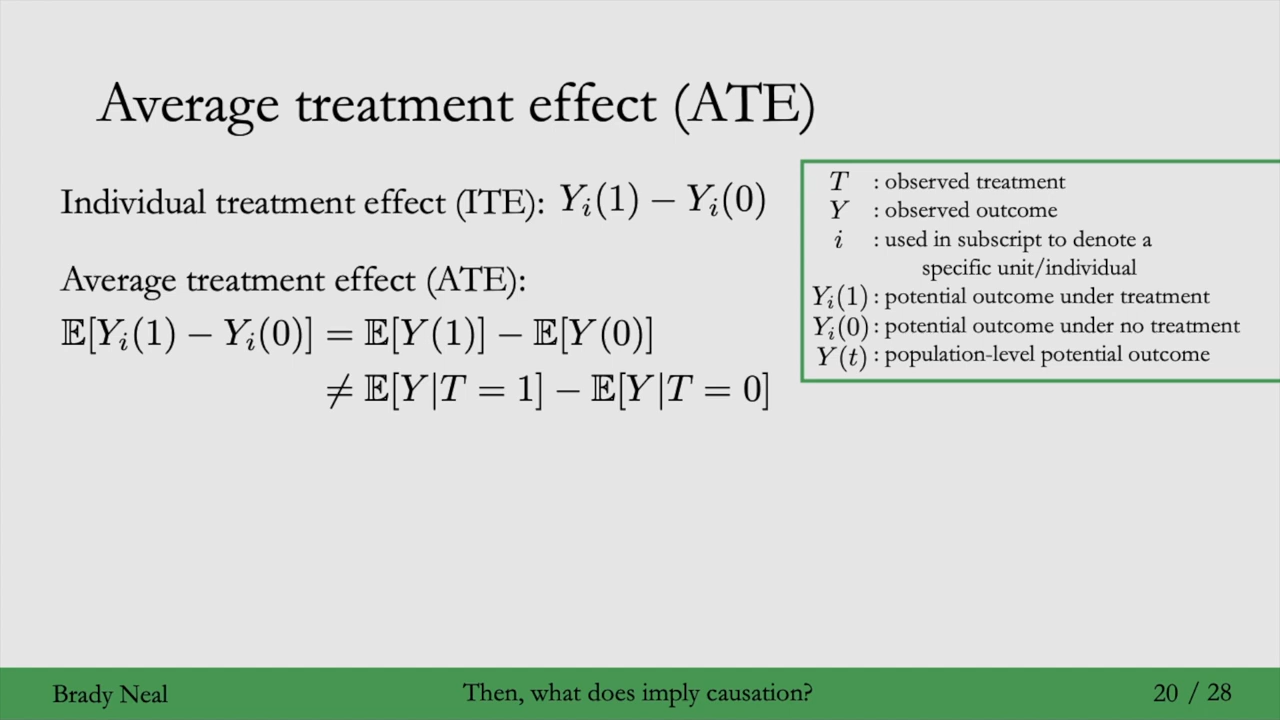 Average treatment effect (ATE)
Individual treatment effect (ITE): Yᵢ(1) − Yᵢ(0)
Average treatment effect (ATE):
𝔼[Yᵢ(1) − Yᵢ(0)] = 𝔼[Y(1)] − 𝔼[Y(0)]
≠ 𝔼[Y|T = 1] − 𝔼[Y|T = 0]
T : observed treatment
Y : observed outcome
i : used in subscript to denote a
specific unit/individual
Yᵢ(1) : potential outcome under treatment
Yᵢ(0) : potential outcome under no treatment
Y(t) : population-level potential outcome
Brady Neal
Then, what does imply causation?
20 / 28